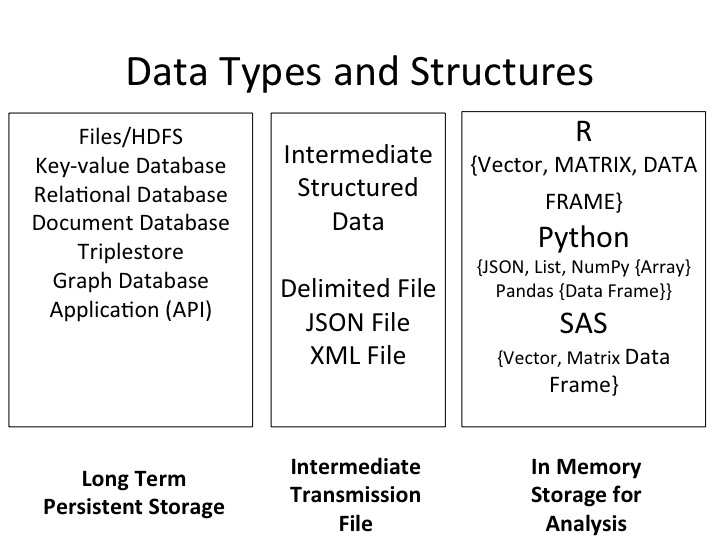 Data Types and Structures
Files/HDFS
Key-value Database
Relational Database
Document Database
Triplestore
Graph Database
Application (API)
Intermediate
Structured
Data
Delimited File
JSON File
XML File
R
{Vector, MATRIX, DATA
FRAME}
Python
{JSON, List, NumPy {Array}
Pandas {Data Frame}}
SAS
{Vector, Matrix Data
Frame}
Long Term
Persistent Storage
Intermediate
Transmission
File
In Memory
Storage for
Analysis